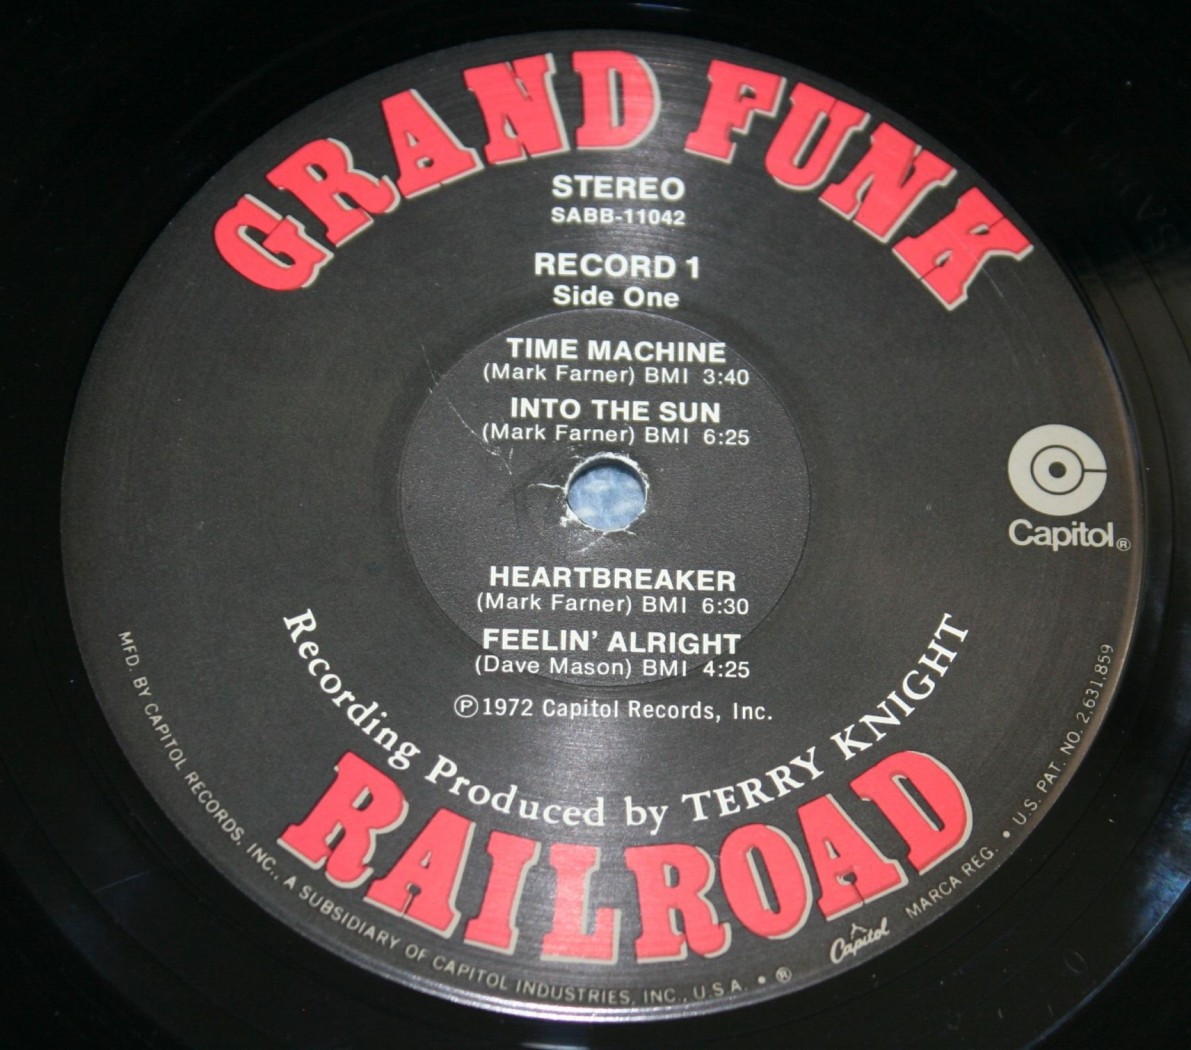 GRAND FUNK
STEREO
SABB-11042
RECORD 1
Side One
TIME MACHINE
(Mark Farner) BMI 3:40
INTO THE SUN
(Mark Farner) BMI 6:25
Capitol®
HEARTBREAKER
(Mark Farner) BMI 6:30
FEELIN' ALRIGHT
(Dave Mason) BMI 4:25
℗1972 Capitol Records, Inc.
Recording Produced by TERRY KNIGHT
RAILROAD
MFD. BY CAPITOL RECORDS, INC., A SUBSIDIARY OF CAPITOL INDUSTRIES, INC., U.S.A. • ® Capitol MARCA REG. • U.S. PAT. NO. 2,631,859